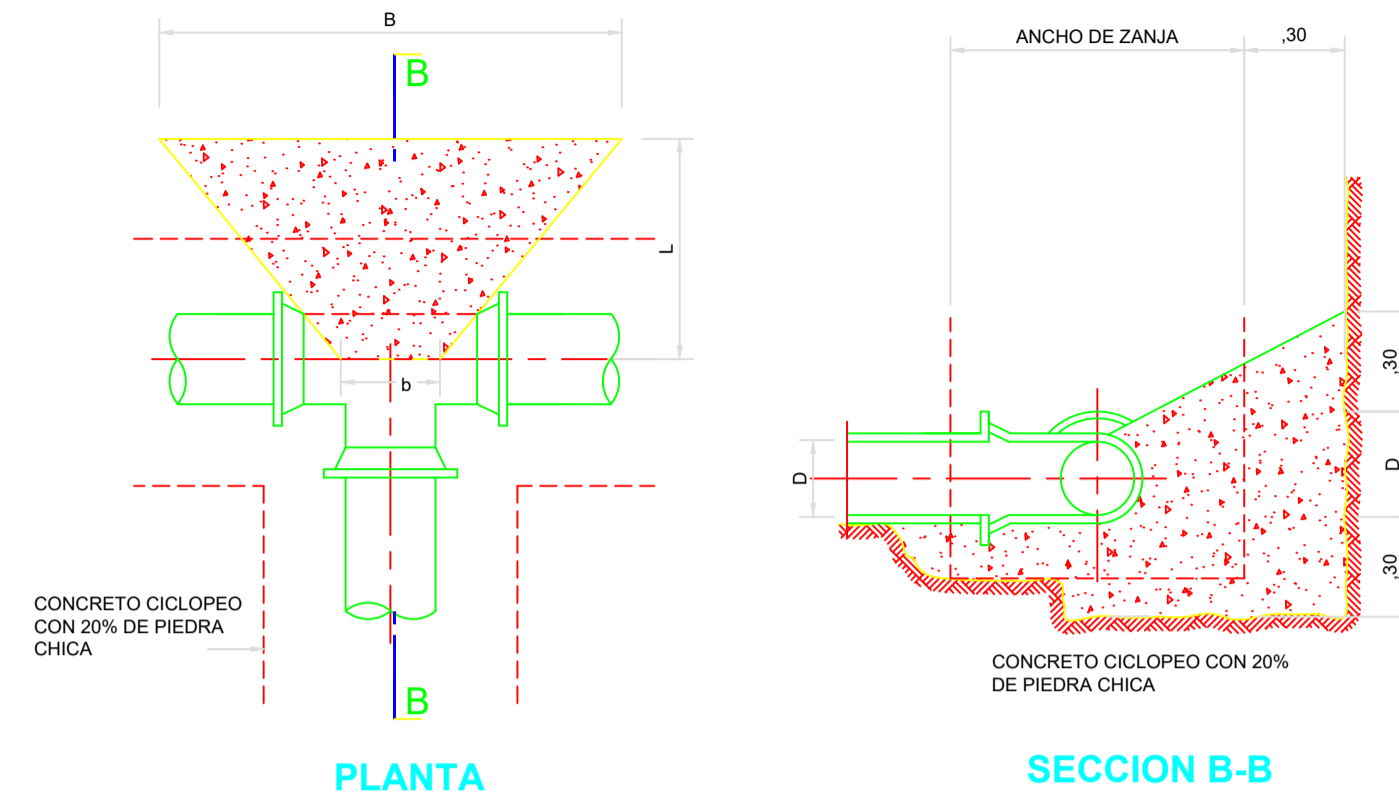 B
B
L
b
CONCRETO CICLOPEO
CON 20% DE PIEDRA
CHICA
B
PLANTA
ANCHO DE ZANJA
,30
,30
D
D
,30
CONCRETO CICLOPEO CON 20%
DE PIEDRA CHICA
SECCION B-B